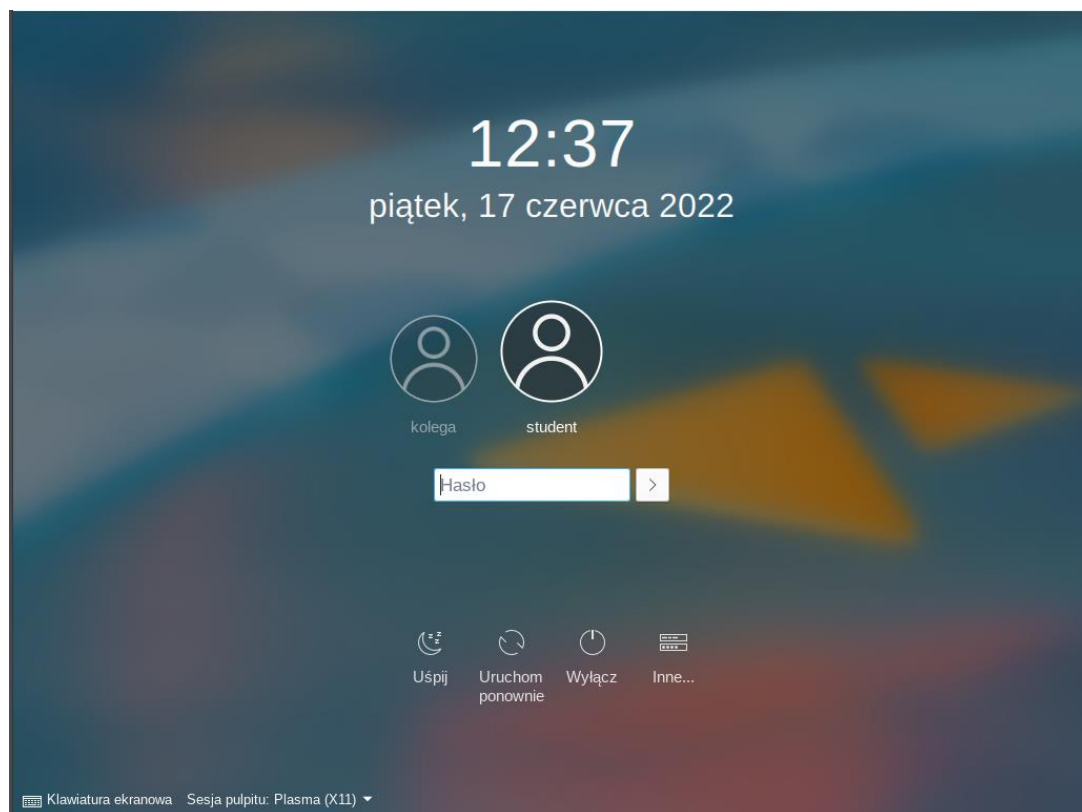 12:37
piątek, 17 czerwca 2022
kolega student
Hasło
Uśpij Uruchom ponownie Wyłącz Inne...
Klawiatura ekranowa Sesja pulpitu: Plasma (X11)